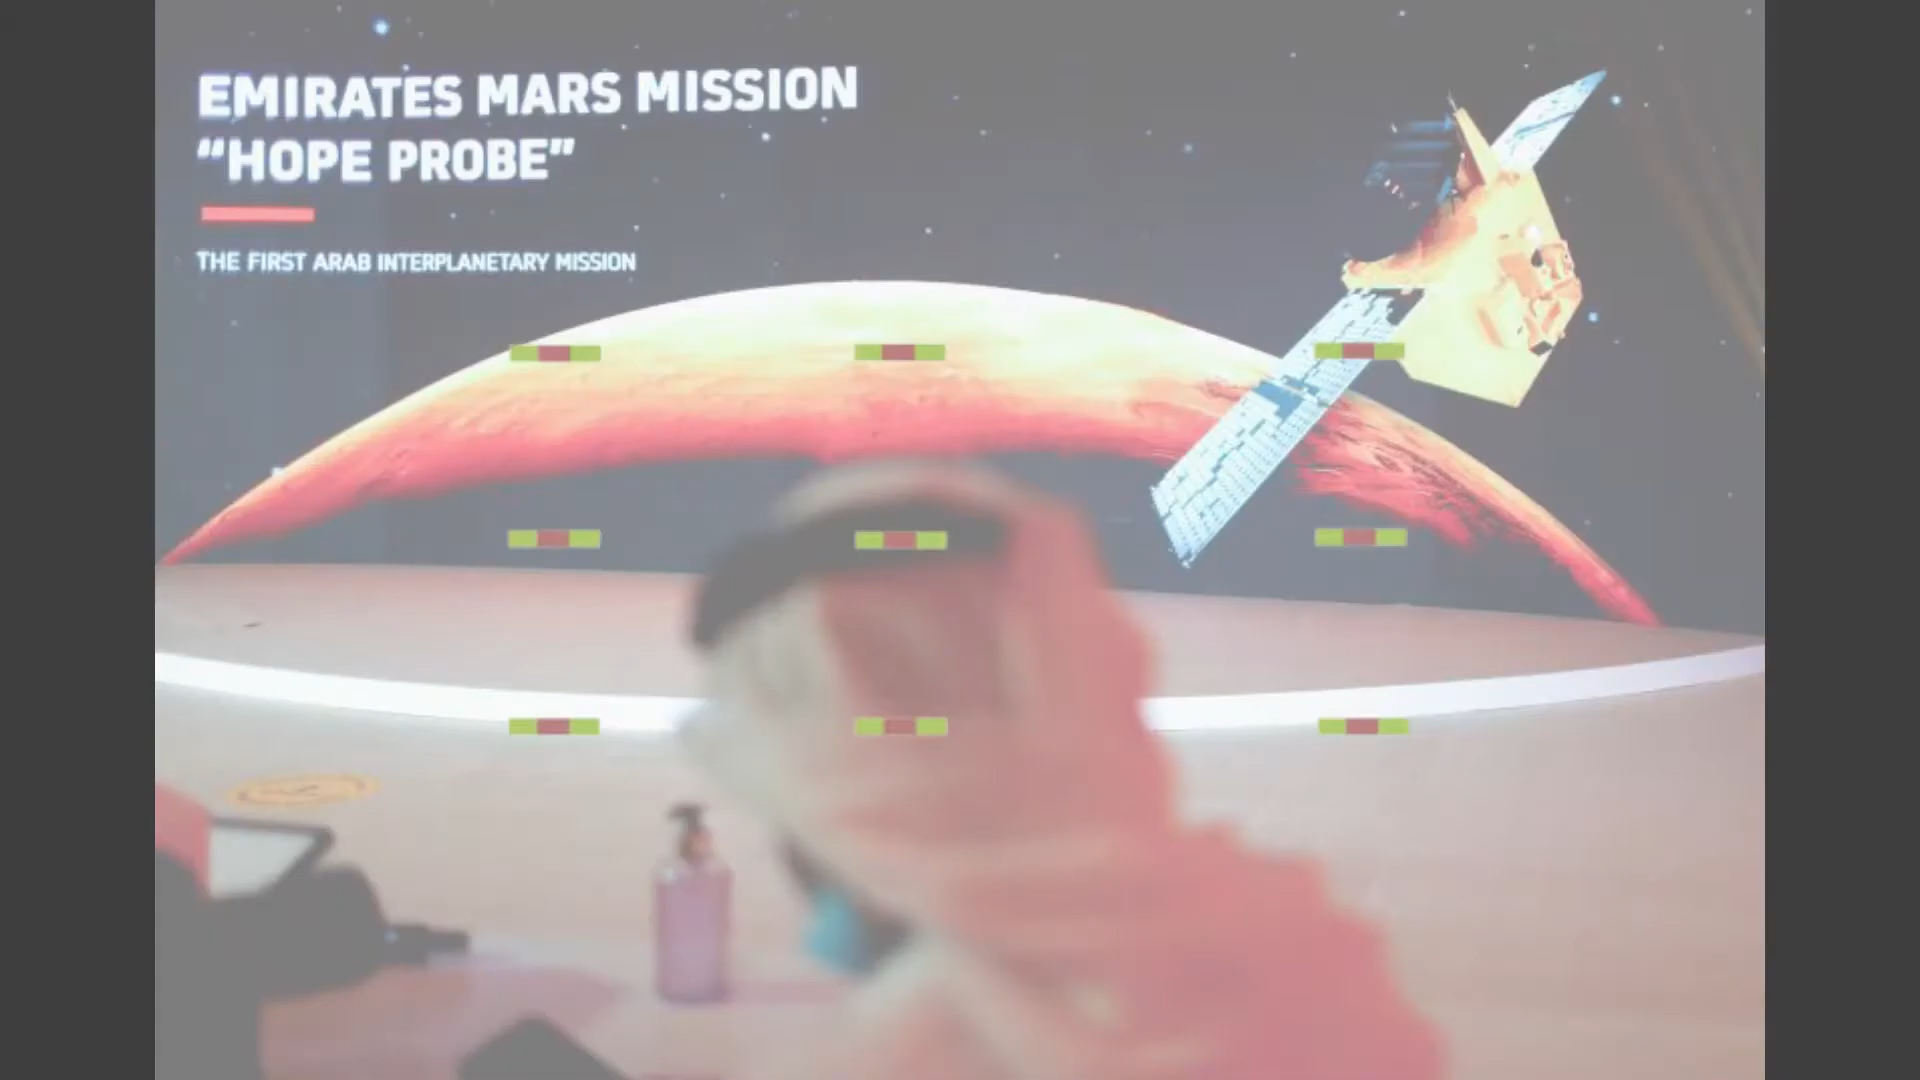 EMIRATES MARS MISSION
“HOPE PROBE”
THE FIRST ARAB INTERPLANETARY MISSION